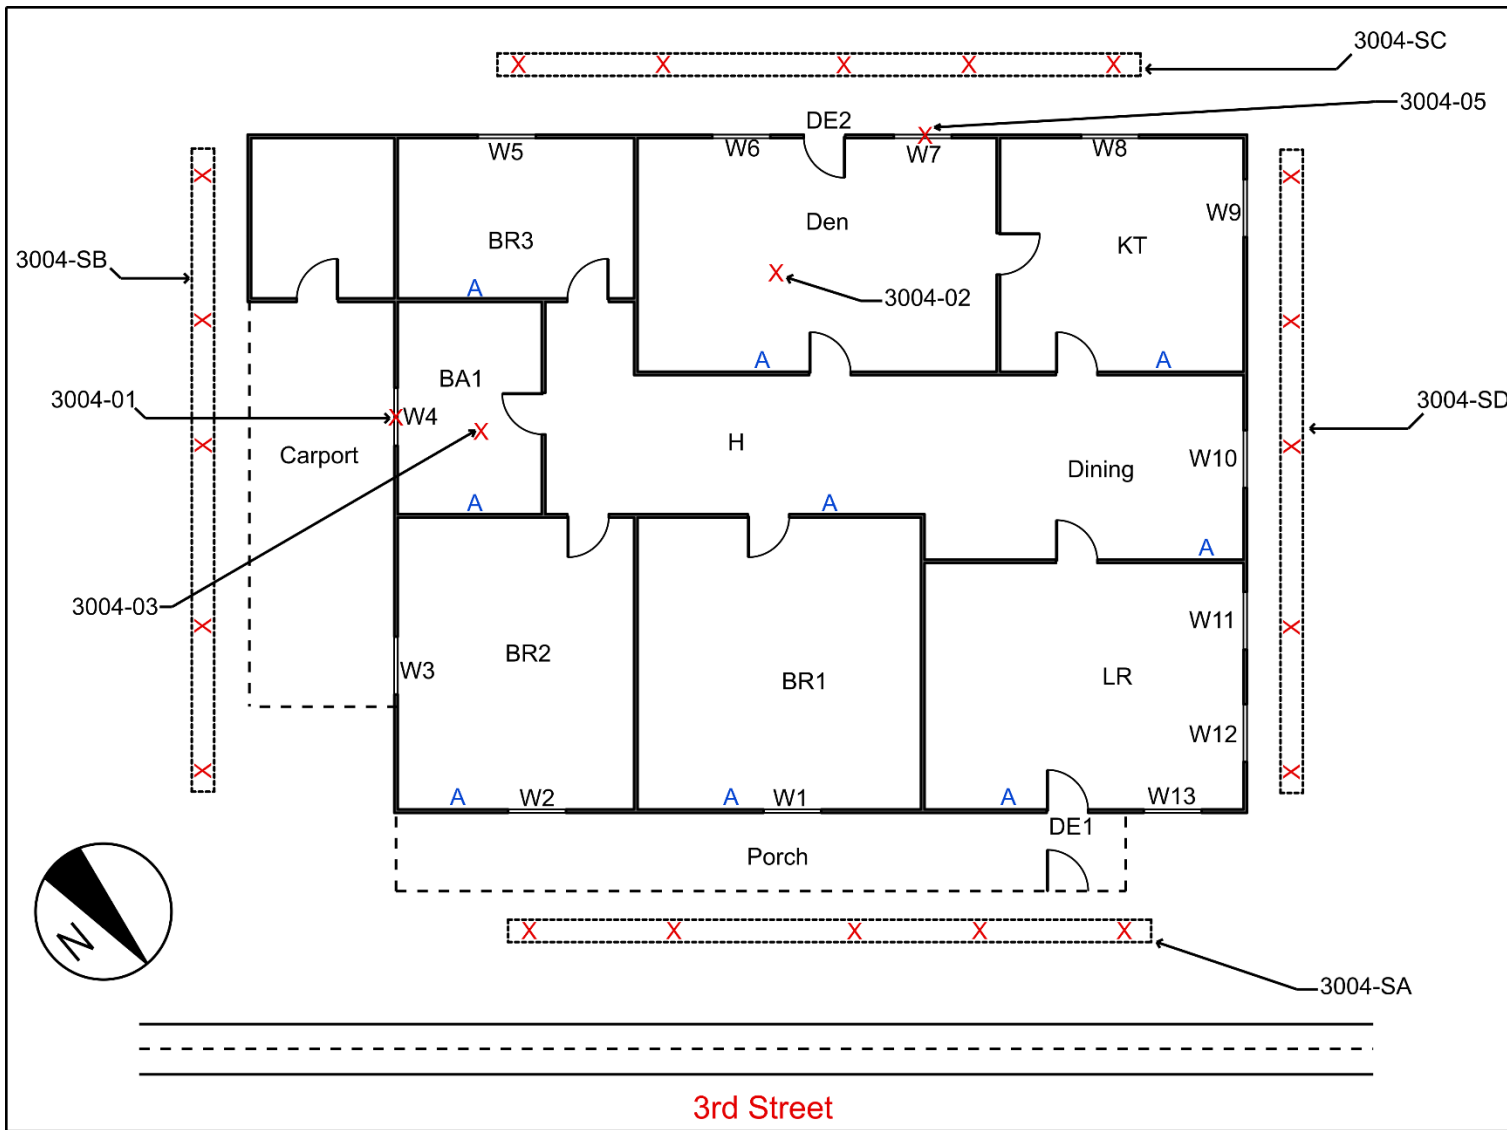 3004-SC
3004-05
DE2
W5
W6
W7
W8
W9
Den
BR3
KT
3004-SB
3004-02
A
A
A
BA1
3004-01
W4
3004-SD
H
Carport
W10
Dining
A
A
A
3004-03
W11
BR2
W3
BR1
LR
W12
A
W2
A
W1
A
W13
DE1
Porch
N
3004-SA
3rd Street